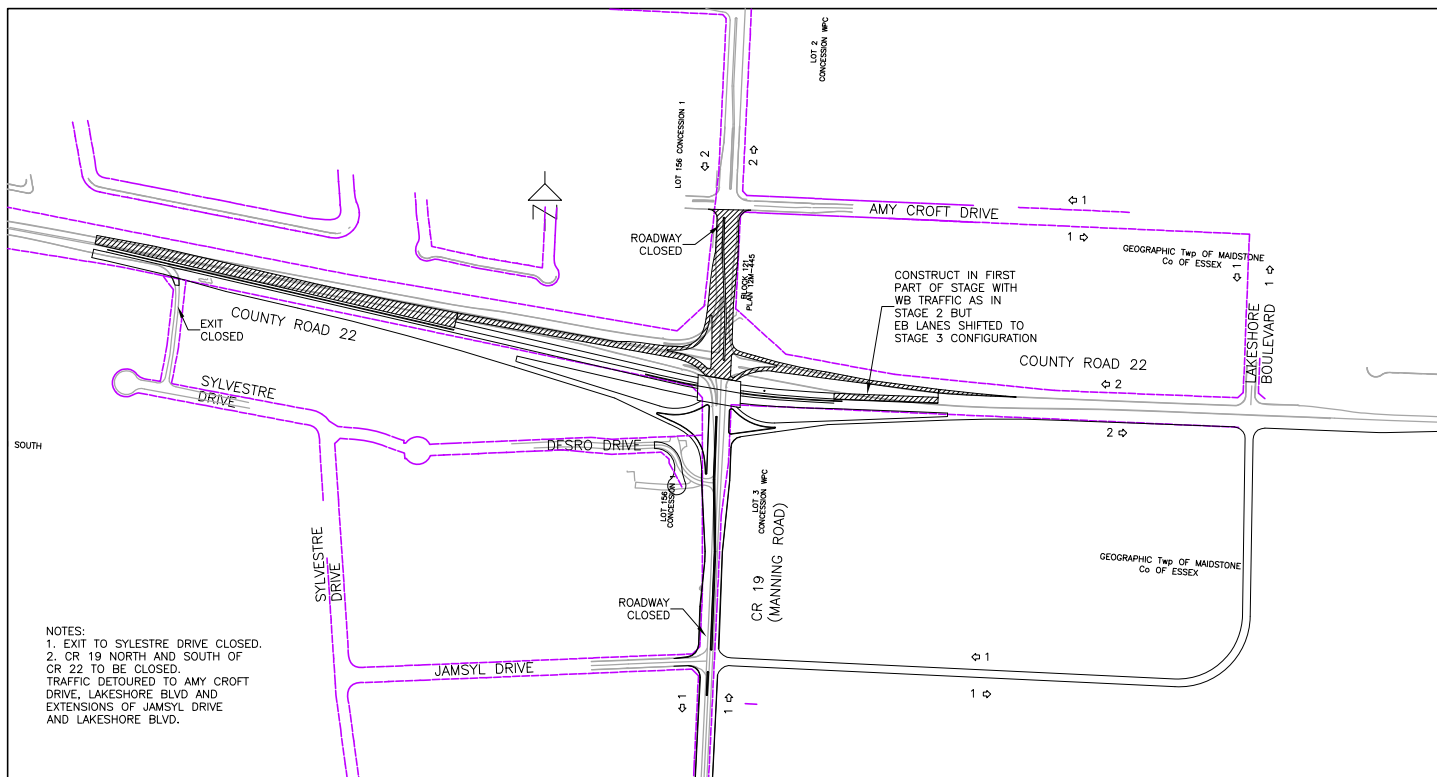 LOT 2
CONCESSION WPC
LOT 156 CONCESSION 1
2
2
AMY CROFT DRIVE
1
1
ROADWAY
CLOSED
BLOCK 121
PLAN 12M-445
GEOGRAPHIC Twp OF MAIDSTONE
Co OF ESSEX
1
1
CONSTRUCT IN FIRST
PART OF STAGE WITH
WB TRAFFIC AS IN
STAGE 2 BUT
EB LANES SHIFTED TO
STAGE 3 CONFIGURATION
EXIT
CLOSED
COUNTY ROAD 22
COUNTY ROAD 22
LAKESHORE
BOULEVARD
2
2
SYLVESTRE
DRIVE
SOUTH
DESRO DRIVE
LOT 156
CONCESSION 1
LOT 3
CONCESSION WPC
SYLVESTRE
DRIVE
CR 19
(MANNING ROAD)
GEOGRAPHIC Twp OF MAIDSTONE
Co OF ESSEX
ROADWAY
CLOSED
NOTES:
1. EXIT TO SYLESTRE DRIVE CLOSED.
2. CR 19 NORTH AND SOUTH OF
CR 22 TO BE CLOSED.
TRAFFIC DETOURED TO AMY CROFT
DRIVE, LAKESHORE BLVD AND
EXTENSIONS OF JAMSYL DRIVE
AND LAKESHORE BLVD.
JAMSYL DRIVE
1
1
1
1